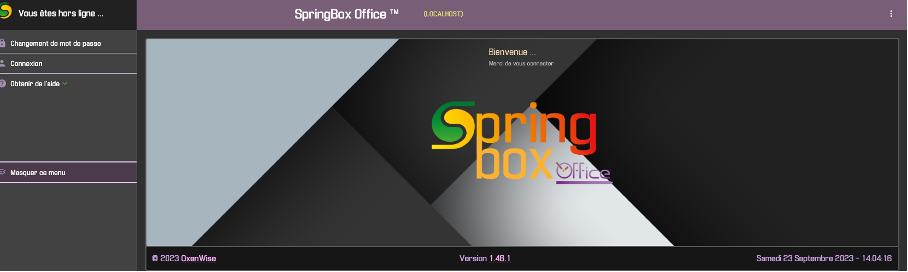 Vous êtes hors ligne ...
SpringBox Office ™
(LOCALHOST)
Changement de mot de passe
Connexion
Obtenir de l'aide
Masquer ce menu
Bienvenue ...
Merci de vous connecter
Spring
box
Office
© 2023 OxenWise
Version 1.46.1
Samedi 23 Septembre 2023 - 14:04:16